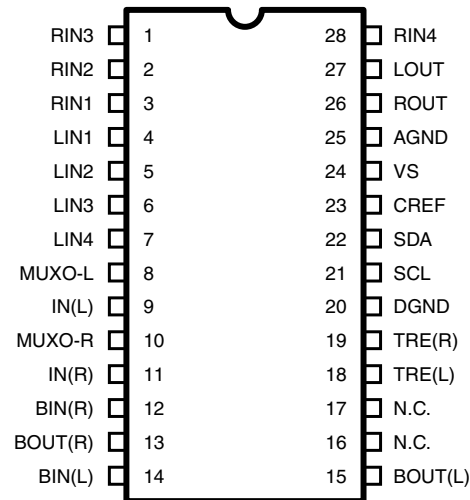 RIN3 1 28 RIN4
RIN2 2 27 LOUT
RIN1 3 26 ROUT
LIN1 4 25 AGND
LIN2 5 24 VS
LIN3 6 23 CREF
LIN4 7 22 SDA
MUXO-L 8 21 SCL
IN(L) 9 20 DGND
MUXO-R 10 19 TRE(R)
IN(R) 11 18 TRE(L)
BIN(R) 12 17 N.C.
BOUT(R) 13 16 N.C.
BIN(L) 14 15 BOUT(L)